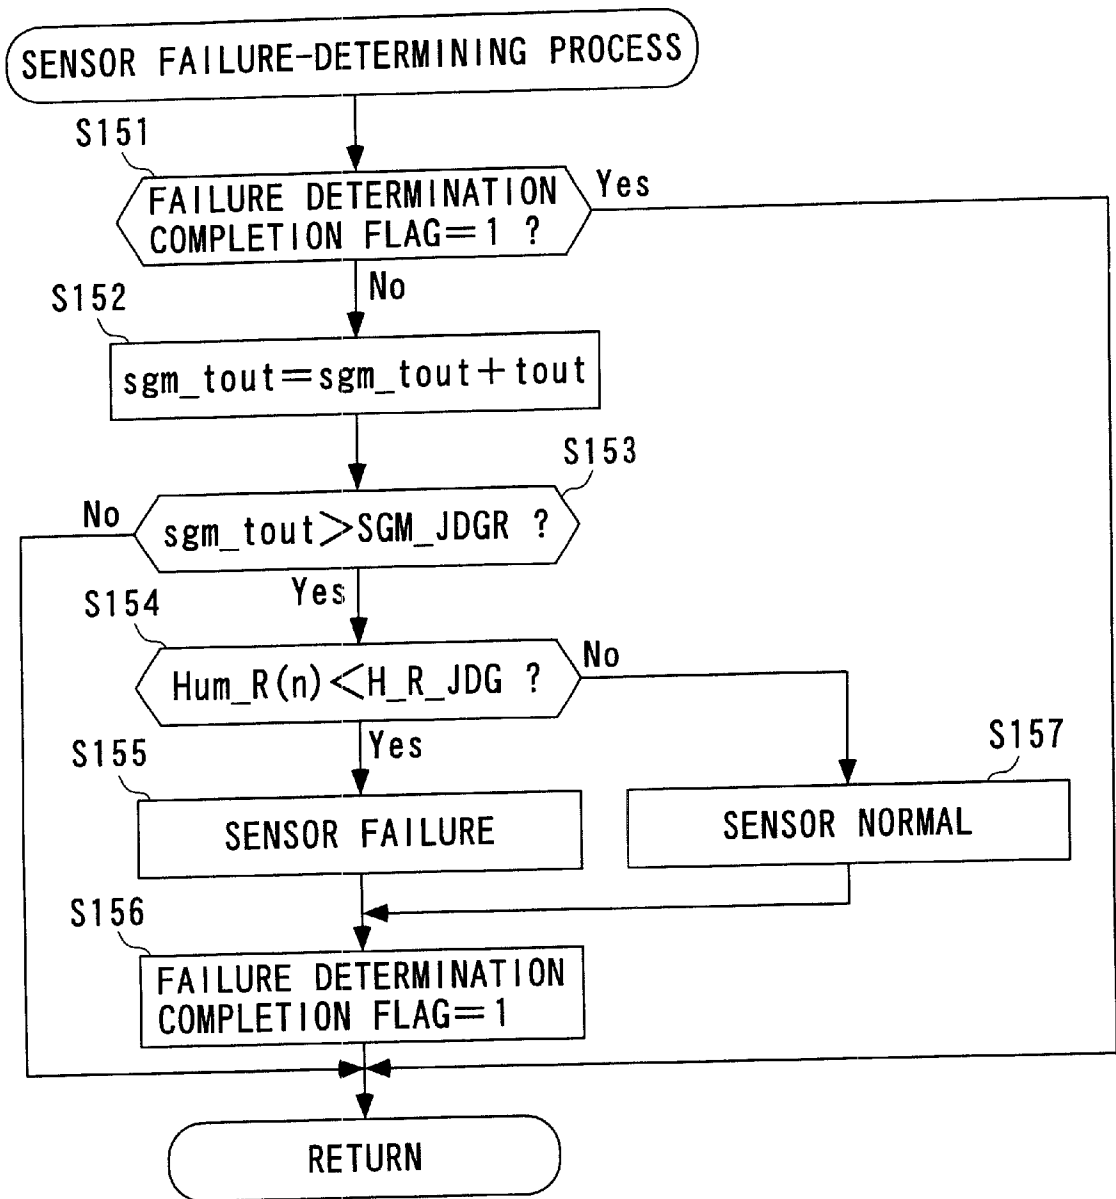 SENSOR FAILURE-DETERMINING PROCESS
S151
FAILURE DETERMINATION
COMPLETION FLAG=1 ?
Yes
No
S152
sgm_tout=sgm_tout+tout
S153
sgm_tout>SGM_JDGR ?
No
Yes
S154
Hum_R(n)<H_R_JDG ?
No
Yes
S155
SENSOR FAILURE
S157
SENSOR NORMAL
S156
FAILURE DETERMINATION
COMPLETION FLAG=1
RETURN